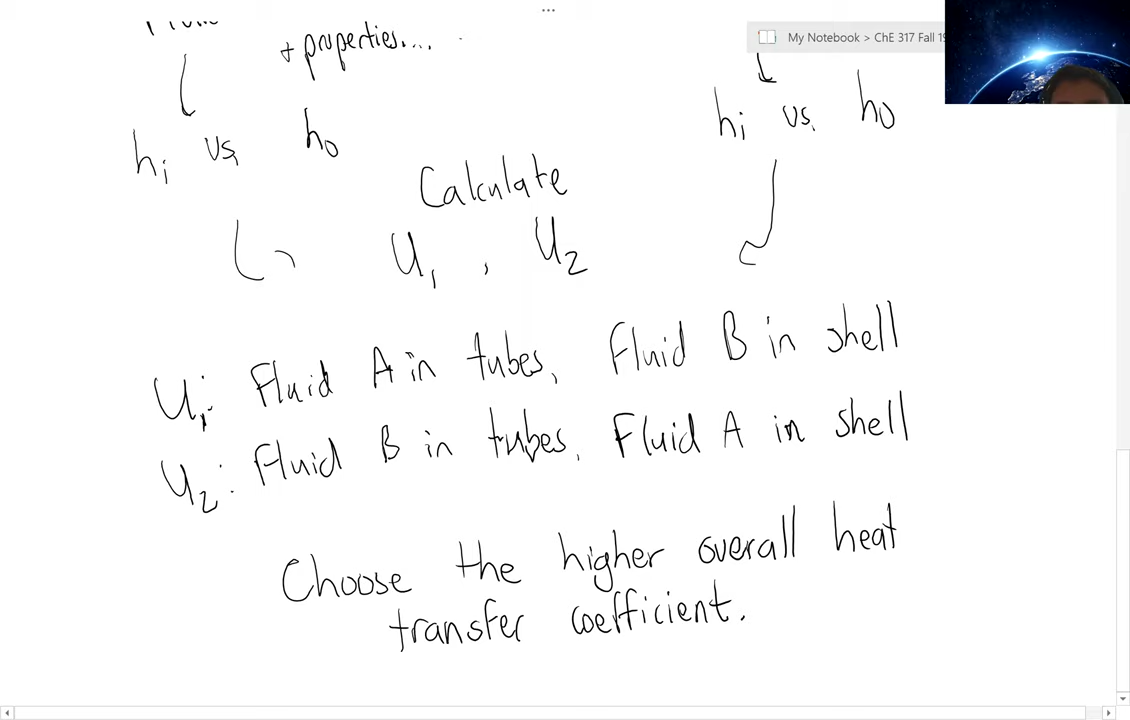 + properties....
My Notebook > ChE 317 Fall 19
hi vs. ho
hi vs. ho
Calculate
U1, U2
U1: Fluid A in tubes, Fluid B in shell
U2: Fluid B in tubes, Fluid A in shell
Choose the higher overall heat
transfer coefficient.